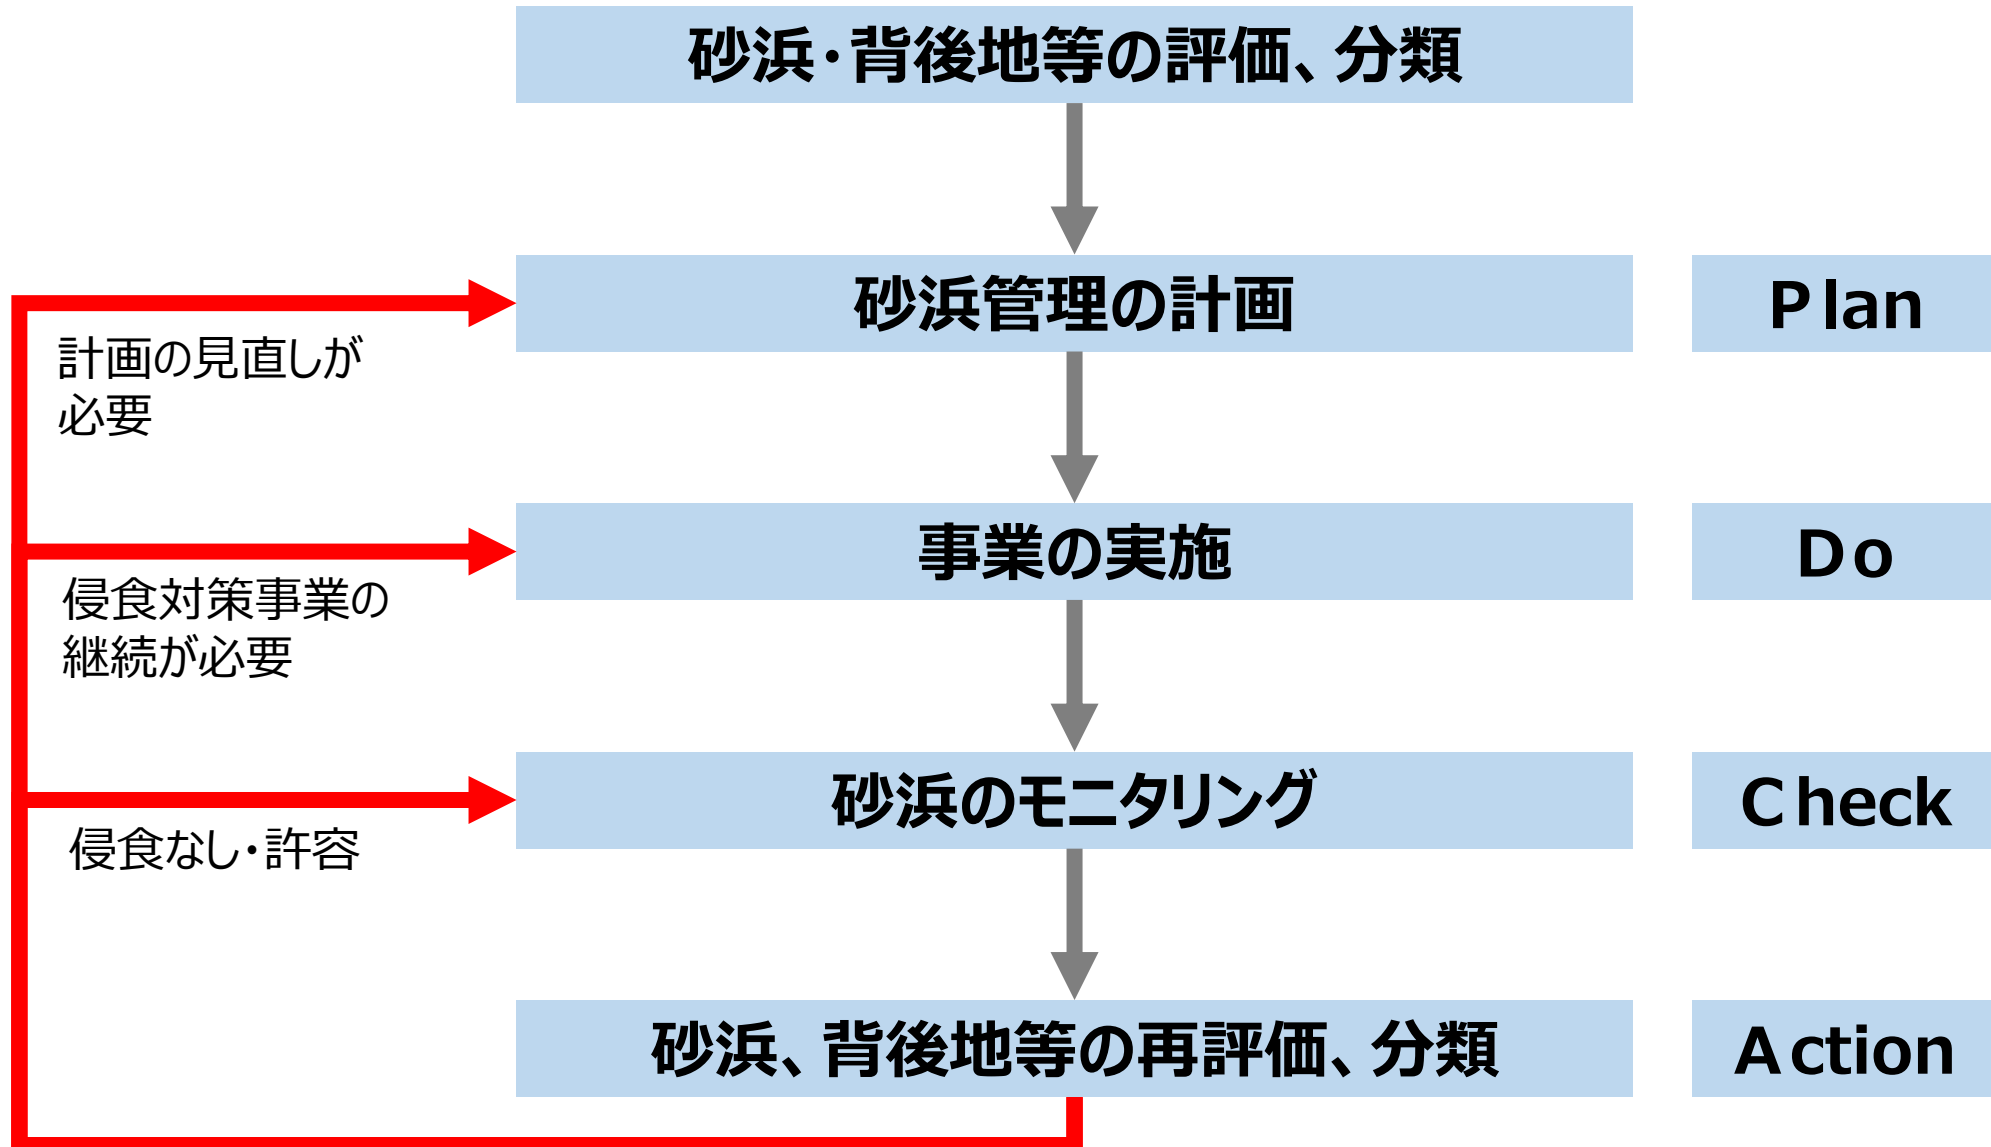 砂浜・背後地等の評価、分類
砂浜管理の計画
Plan
計画の見直しが
必要
事業の実施
Do
侵食対策事業の
継続が必要
砂浜のモニタリング
Check
侵食なし・許容
砂浜、背後地等の再評価、分類
Action